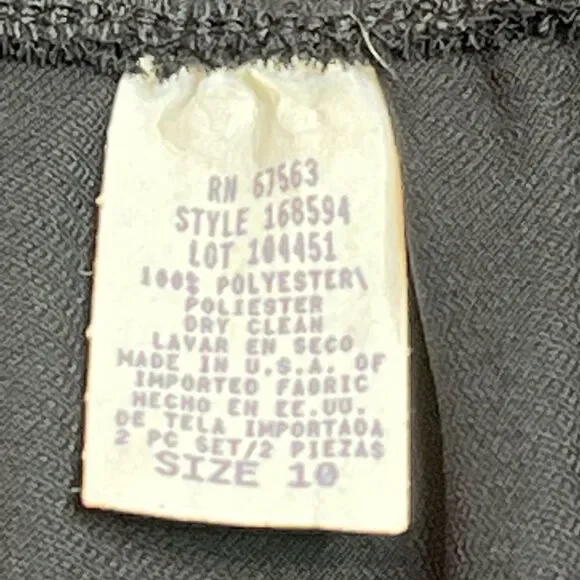 RN 67563
STYLE 168594
LOT 104451
100% POLYESTER\
POLIESTER
DRY CLEAN
LAVAR EN SECO
MADE IN U.S.A. OF
IMPORTED FABRIC
HECHO EN EE.UU.
DE TELA IMPORTADA
2 PC SET/2 PIEZAS
SIZE 10